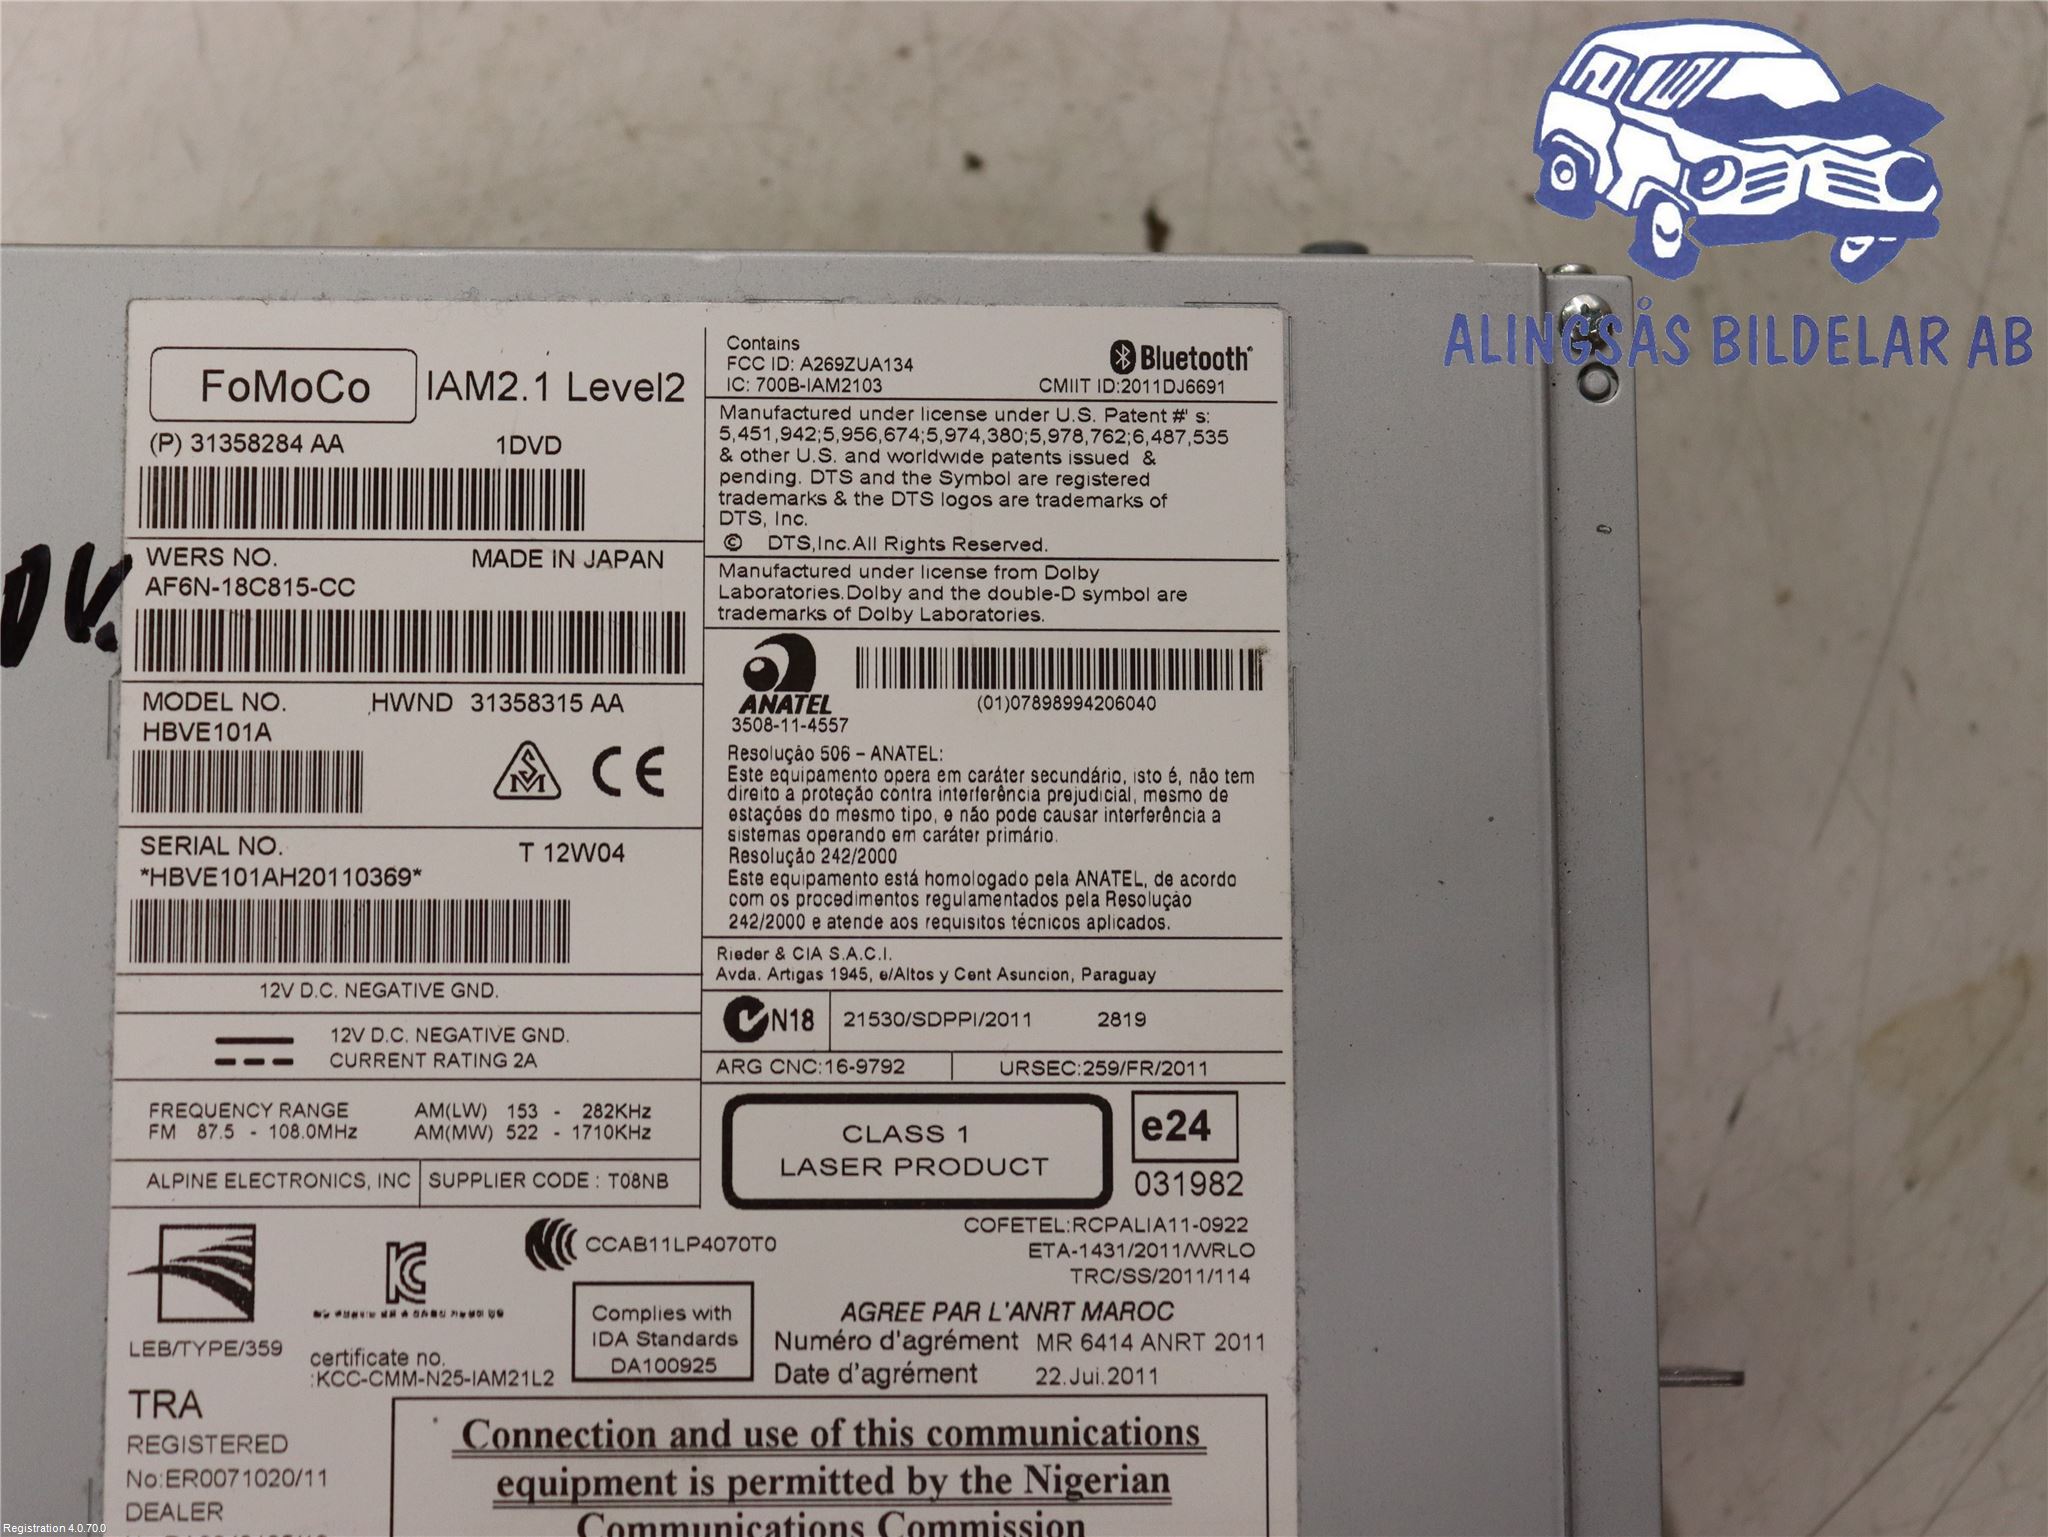 ALINGSÅS BILDELAR AB
FoMoCo IAM2.1 Level2
(P) 31358284 AA 1DVD
WERS NO. MADE IN JAPAN
AF6N-18C815-CC
MODEL NO. HWND 31358315 AA
HBVE101A
CE
SERIAL NO. T 12W04
*HBVE101AH20110369*
12V D.C. NEGATIVE GND.
12V D.C. NEGATIVE GND.
CURRENT RATING 2A
FREQUENCY RANGE AM(LW) 153 - 282KHz
FM 87.5 - 108.0MHz AM(MW) 522 - 1710KHz
ALPINE ELECTRONICS, INC SUPPLIER CODE : T08NB
Contains
FCC ID: A269ZUA134
IC: 700B-IAM2103
Bluetooth
CMIIT ID:2011DJ6691
Manufactured under license under U.S. Patent #' s:
5,451,942;5,956,674;5,974,380;5,978,762;6,487,535
& other U.S. and worldwide patents issued &
pending. DTS and the Symbol are registered
trademarks & the DTS logos are trademarks of
DTS, Inc.
© DTS,Inc.All Rights Reserved.
Manufactured under license from Dolby
Laboratories.Dolby and the double-D symbol are
trademarks of Dolby Laboratories.
ANATEL
3508-11-4557
(01)07898994206040
Resolução 506 – ANATEL:
Este equipamento opera em caráter secundário, isto é, não tem
direito a proteção contra interferência prejudicial, mesmo de
estações do mesmo tipo, e não pode causar interferência a
sistemas operando em caráter primário.
Resolução 242/2000
Este equipamento está homologado pela ANATEL, de acordo
com os procedimentos regulamentados pela Resolução
242/2000 e atende aos requisitos técnicos aplicados.
Rieder & CIA S.A.C.I.
Avda. Artigas 1945, e/Altos y Cent Asuncion, Paraguay
N18 21530/SDPPI/2011 2819
ARG CNC:16-9792 URSEC:259/FR/2011
CLASS 1
LASER PRODUCT
e24
031982
LEB/TYPE/359
certificate no.
:KCC-CMM-N25-IAM21L2
CCAB11LP4070T0
Complies with
IDA Standards
DA100925
COFETEL:RCPALIA11-0922
ETA-1431/2011/WRLO
TRC/SS/2011/114
AGREE PAR L'ANRT MAROC
Numéro d'agrément MR 6414 ANRT 2011
Date d'agrément 22.Jui.2011
TRA
REGISTERED
No:ER0071020/11
DEALER
Connection and use of this communications
equipment is permitted by the Nigerian
Communications Commission
Registration 4.0.70.0